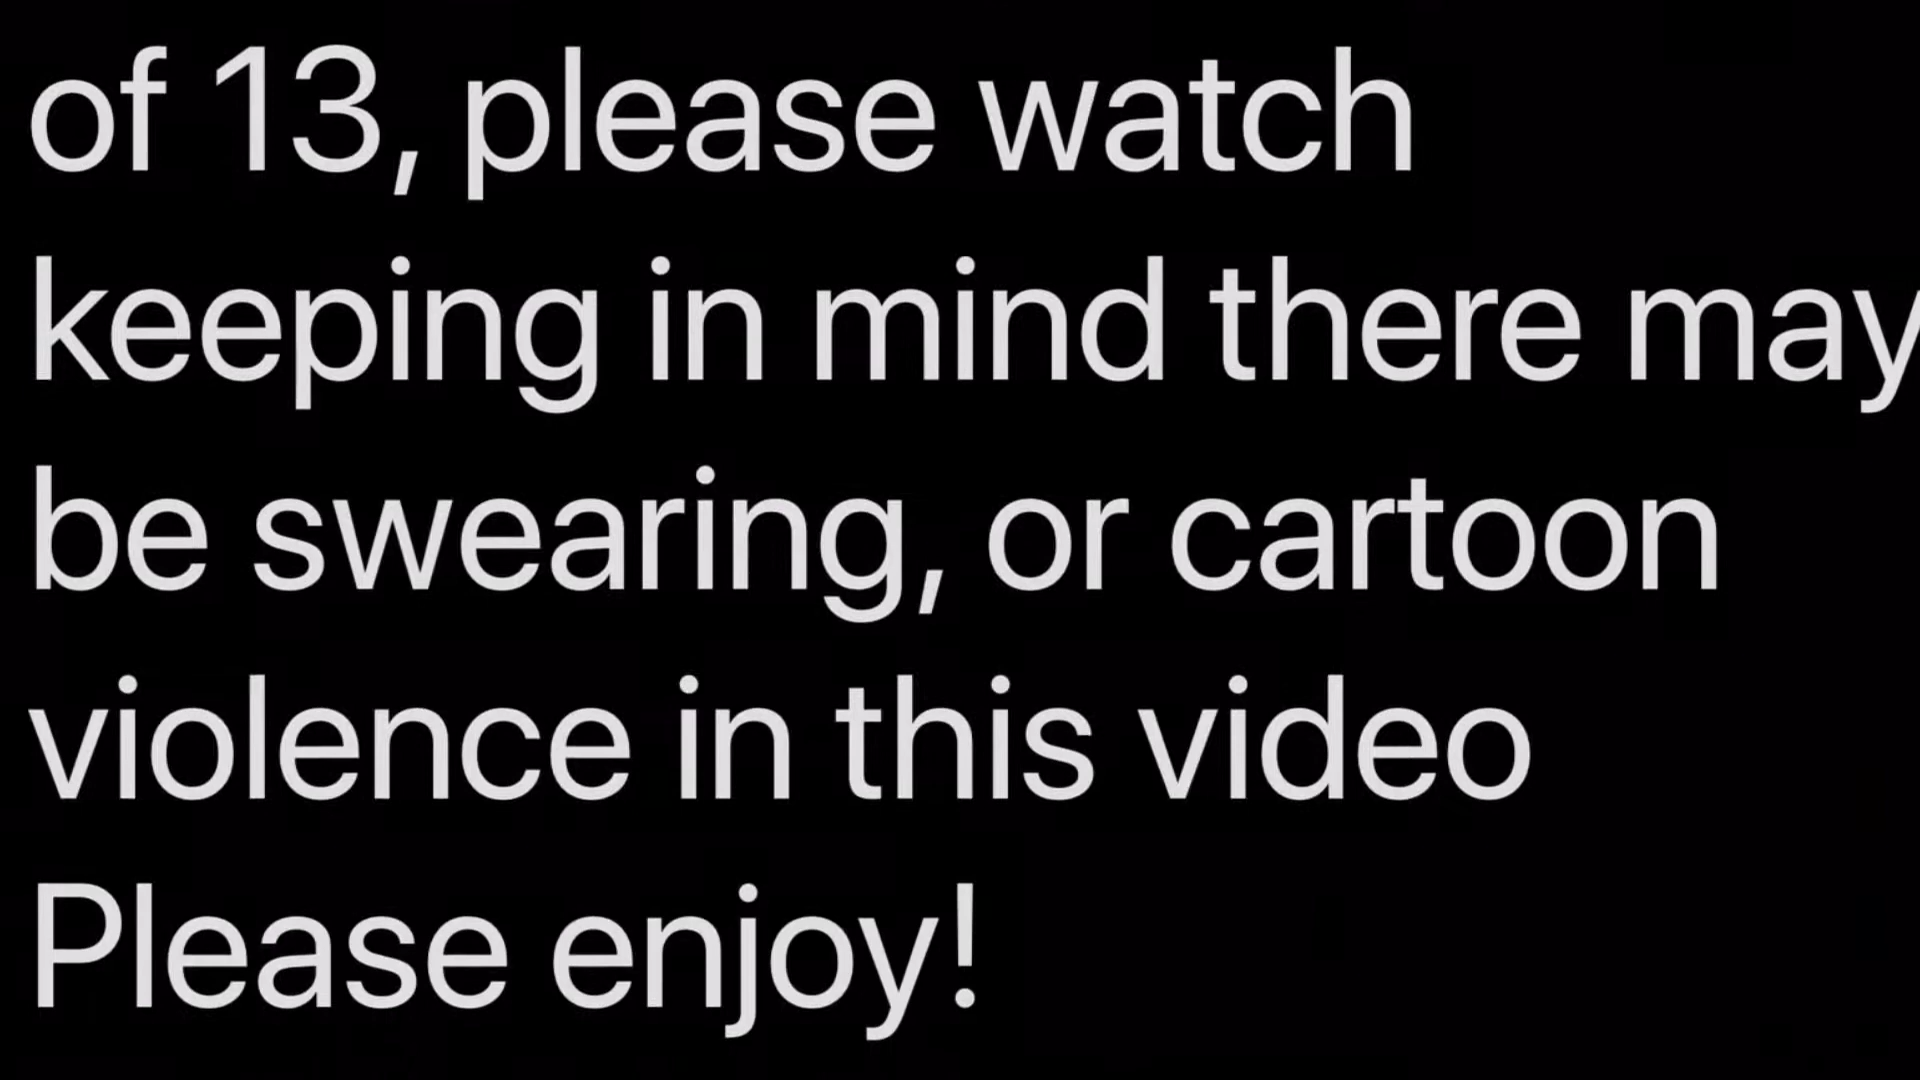 of 13, please watch
keeping in mind there may
be swearing, or cartoon
violence in this video
Please enjoy!